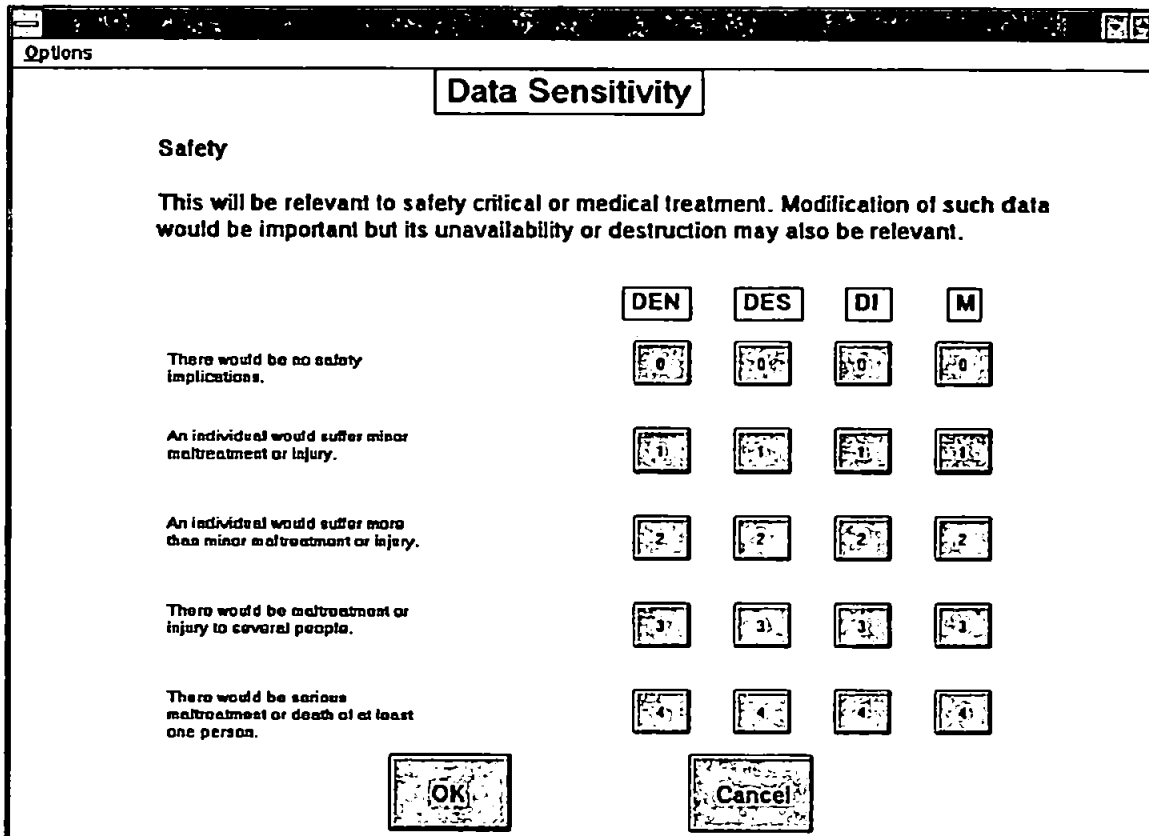 Options
Data Sensitivity
Safety
This will be relevant to safety critical or medical treatment. Modification of such data
would be important but its unavailability or destruction may also be relevant.
DEN DES DI M
There would be no safety
implications.
0 0 0 0
An individual would suffer minor
maltreatment or injury.
1 1 1 1
An individual would suffer more
than minor maltreatment or injury.
2 2 2 2
There would be maltreatment or
injury to several people.
3 3 3 3
There would be serious
maltreatment or death of at least
one person.
4 4 4 4
OK Cancel